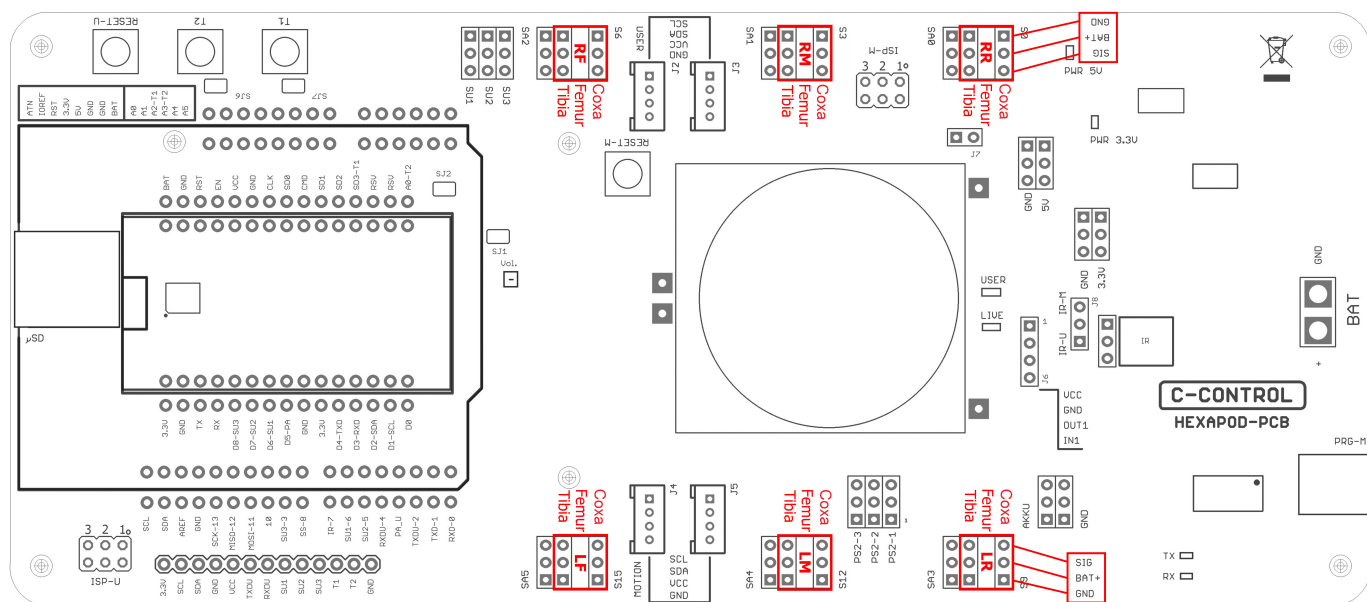 RESET-U
T2
T1
SJ6
SJ7
ATN
IOREF
RST
3.3V
5V
GND
GND
BAT
A0
A1
A2-T1
A3-T2
A4
A5
SU1
SU2
SU3
SA2
RF
S6
Coxa
Femur
Tibia
USER
SCL
SDA
VCC
GND
J2
J3
SA1
RM
S3
Coxa
Femur
Tibia
ISP-M
3 2 1
SA0
RR
S0
Coxa
Femur
Tibia
GND
BAT+
SIG
PWR 5V
PWR 3.3V
RESET-M
J7
GND
5V
GND
3.3V
BAT
GND
RST
EN
VCC
GND
CLK
SD0
CMD
SD1
SD2
SD3-T1
RSV
RSV
A0-T2
SJ2
SJ1
Vol.
-
µSD
USER
LIVE
IR-M
IR-U
J8
1
J6
IR
VCC
GND
OUT1
IN1
GND
BAT
+
C-CONTROL
HEXAPOD-PCB
PRG-M
3.3V
GND
TX
RX
D8-SU3
D7-SU2
D6-SU1
D5-PA
GND
3.3V
D4-TXD
D3-RXD
D2-SDA
D1-SCL
D0
SCL
SDA
AREF
GND
SCK-13
MISO-12
MOSI-11
10
SU3-3
SS-8
IR-7
SU1-6
SU2-5
RXDU-4
PA_U
TXDU-2
TXD-1
RXD-0
3 2 1
ISP-U
3.3V
SCL
SDA
GND
VCC
TXDU
RXDU
SU1
SU2
SU3
T1
T2
GND
Coxa
Femur
Tibia
SA5
LF
S15
J4
J5
MOTION
SCL
SDA
VCC
GND
Coxa
Femur
Tibia
SA4
LM
S12
PS2-3
PS2-2
PS2-1
1
Coxa
Femur
Tibia
SA3
LR
S9
AKKU
GND
SIG
BAT+
GND
TX
RX